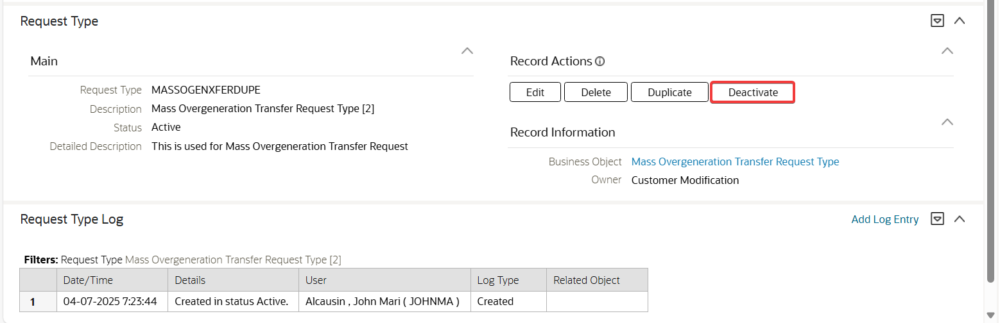 Request Type
Main
Request Type MASSOGENXFERDUPE
Description Mass Overgeneration Transfer Request Type [2]
Status Active
Detailed Description This is used for Mass Overgeneration Transfer Request
Record Actions
Edit Delete Duplicate Deactivate
Record Information
Business Object Mass Overgeneration Transfer Request Type
Owner Customer Modification
Request Type Log Add Log Entry
Filters: Request Type Mass Overgeneration Transfer Request Type [2]
Date/Time Details User Log Type Related Object
1 04-07-2025 7:23:44 Created in status Active. Alcausin , John Mari ( JOHNMA ) Created